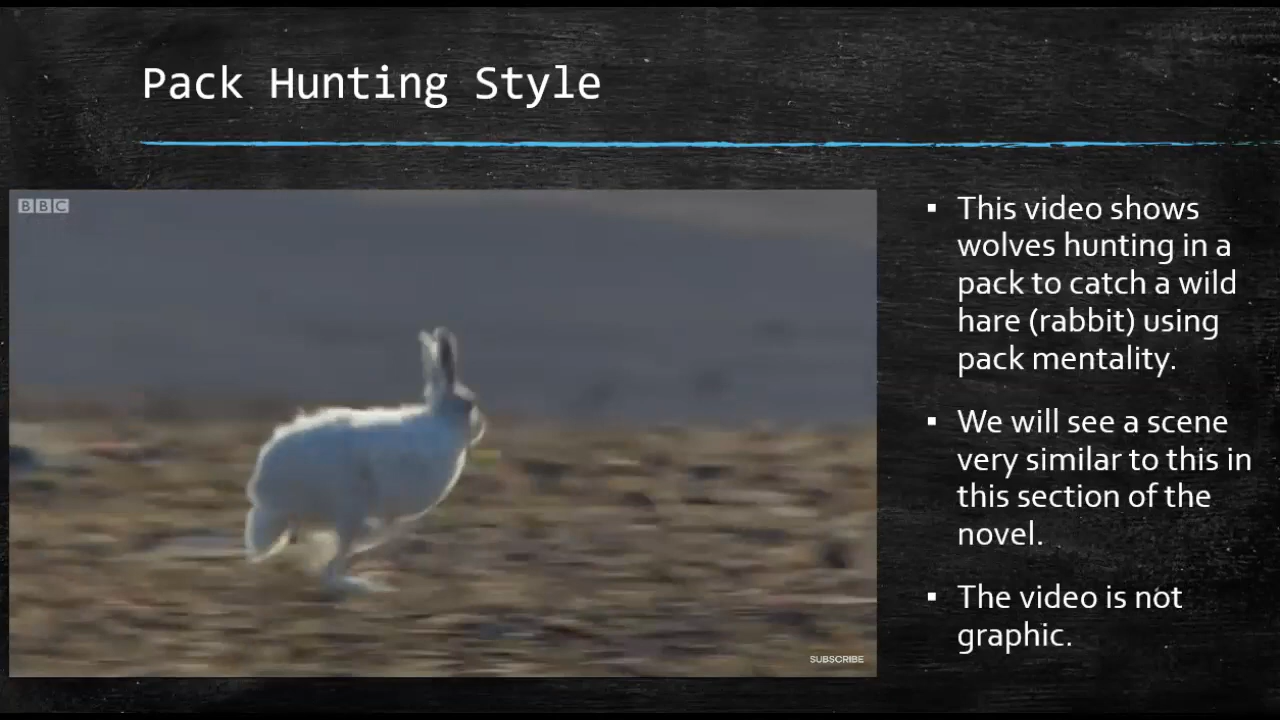 Pack Hunting Style
BBC
▪ This video shows
wolves hunting in a
pack to catch a wild
hare (rabbit) using
pack mentality.
▪ We will see a scene
very similar to this in
this section of the
novel.
▪ The video is not
graphic.
SUBSCRIBE